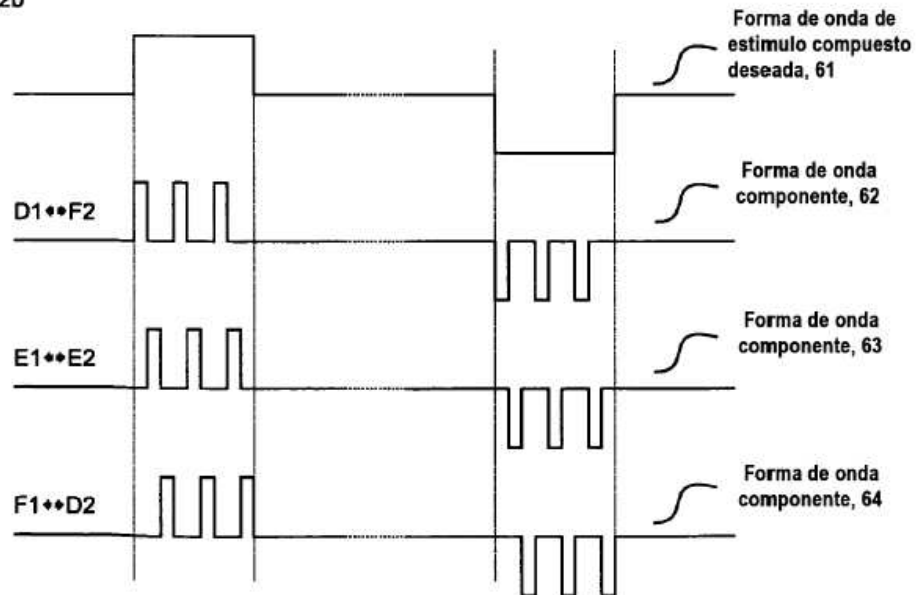 Forma de onda de
estimulo compuesto
deseada, 61
D1↔F2
Forma de onda
componente, 62
E1↔E2
Forma de onda
componente, 63
F1↔D2
Forma de onda
componente, 64